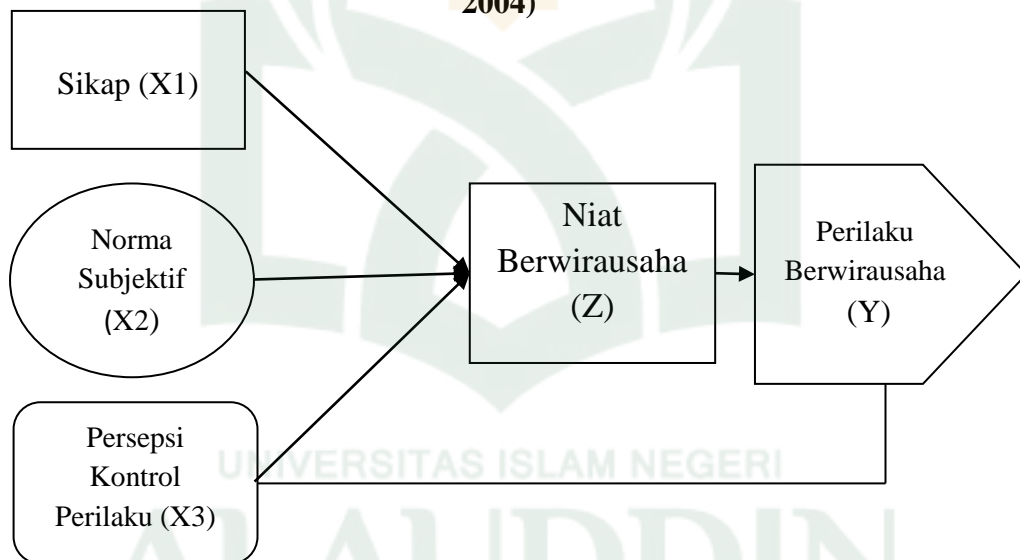 2004)
Sikap (X1)
Norma
Subjektif
(X2)
Persepsi
Kontrol
Perilaku (X3)
Niat
Berwirausaha
(Z)
Perilaku
Berwirausaha
(Y)
UNIVERSITAS ISLAM NEGERI
ALAUDDIN